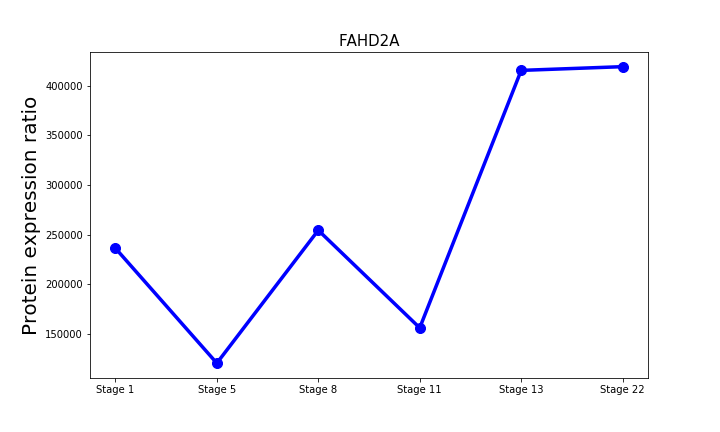 FAHD2A
Protein expression ratio
400000
350000
300000
250000
200000
150000
Stage 1 Stage 5 Stage 8 Stage 11 Stage 13 Stage 22